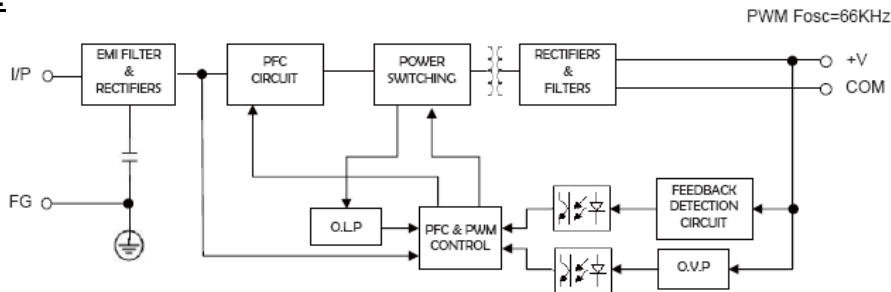 PWM Fosc=66KHz
I/P
EMI FILTER
&
RECTIFIERS
PFC
CIRCUIT
POWER
SWITCHING
RECTIFIERS
&
FILTERS
+V
COM
FG
O.L.P
PFC & PWM
CONTROL
FEEDBACK
DETECTION
CIRCUIT
O.V.P